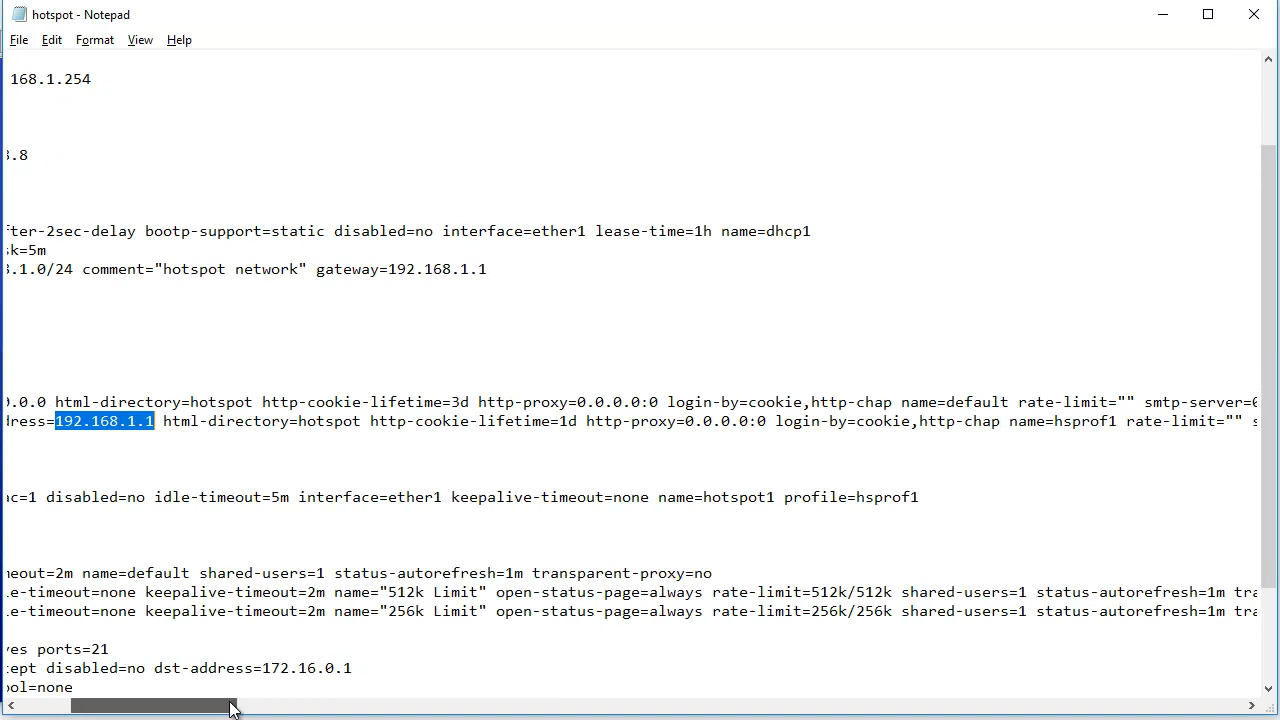 hotspot - Notepad
File Edit Format View Help
168.1.254
.8
ter-2sec-delay bootp-support=static disabled=no interface=ether1 lease-time=1h name=dhcp1
k=5m
.1.0/24 comment="hotspot network" gateway=192.168.1.1
.0.0 html-directory=hotspot http-cookie-lifetime=3d http-proxy=0.0.0.0:0 login-by=cookie,http-chap name=default rate-limit="" smtp-server=
ress=192.168.1.1 html-directory=hotspot http-cookie-lifetime=1d http-proxy=0.0.0.0:0 login-by=cookie,http-chap name=hsprof1 rate-limit="" s
c=1 disabled=no idle-timeout=5m interface=ether1 keepalive-timeout=none name=hotspot1 profile=hsprof1
eout=2m name=default shared-users=1 status-autorefresh=1m transparent-proxy=no
e-timeout=none keepalive-timeout=2m name="512k Limit" open-status-page=always rate-limit=512k/512k shared-users=1 status-autorefresh=1m tra
e-timeout=none keepalive-timeout=2m name="256k Limit" open-status-page=always rate-limit=256k/256k shared-users=1 status-autorefresh=1m tra
es ports=21
ept disabled=no dst-address=172.16.0.1
ol=none